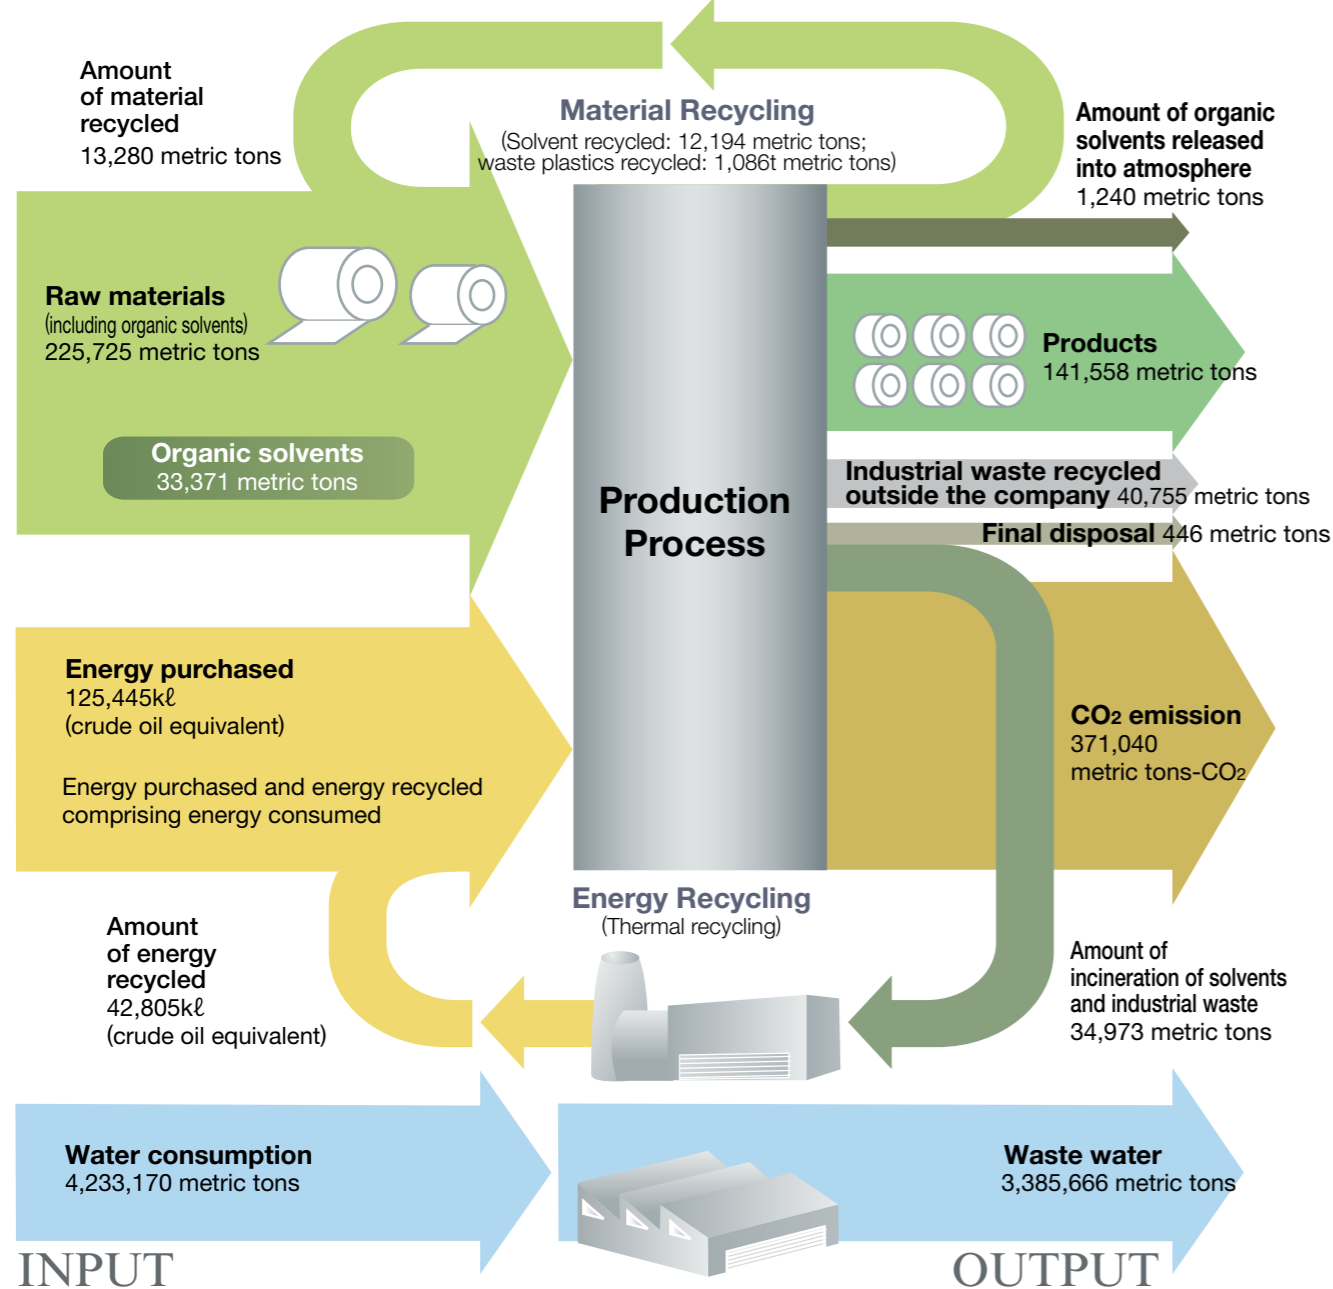 Amount
of material
recycled
13,280 metric tons
Material Recycling
(Solvent recycled: 12,194 metric tons;
waste plastics recycled: 1,086t metric tons)
Amount of organic
solvents released
into atmosphere
1,240 metric tons
Raw materials
(including organic solvents)
225,725 metric tons
Organic solvents
33,371 metric tons
Production
Process
Products
141,558 metric tons
Industrial waste recycled
outside the company 40,755 metric tons
Final disposal 446 metric tons
Energy purchased
125,445kℓ
(crude oil equivalent)
Energy purchased and energy recycled
comprising energy consumed
CO2 emission
371,040
metric tons-CO2
Energy Recycling
(Thermal recycling)
Amount
of energy
recycled
42,805kℓ
(crude oil equivalent)
Amount of
incineration of solvents
and industrial waste
34,973 metric tons
Water consumption
4,233,170 metric tons
Waste water
3,385,666 metric tons
INPUT
OUTPUT